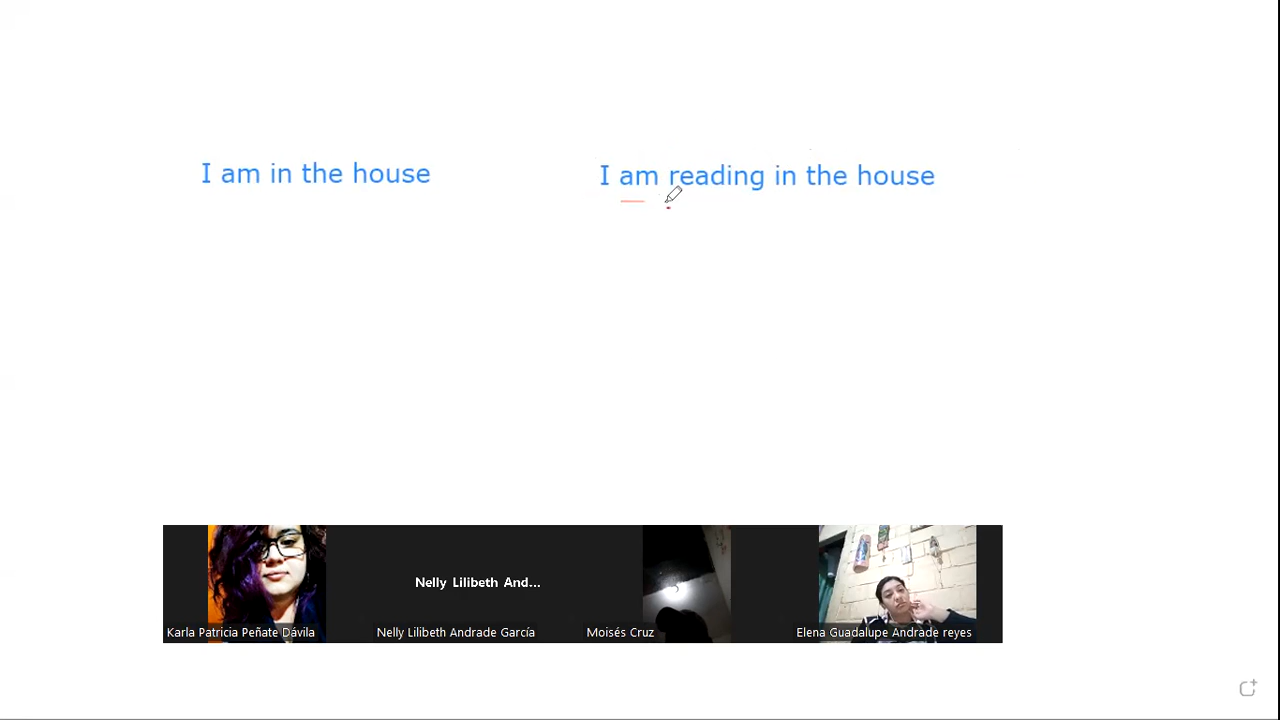 I am in the house
I am reading in the house
Nelly Lilibeth And...
Karla Patricia Peñate Dávila
Nelly Lilibeth Andrade García
Moisés Cruz
Elena Guadalupe Andrade reyes